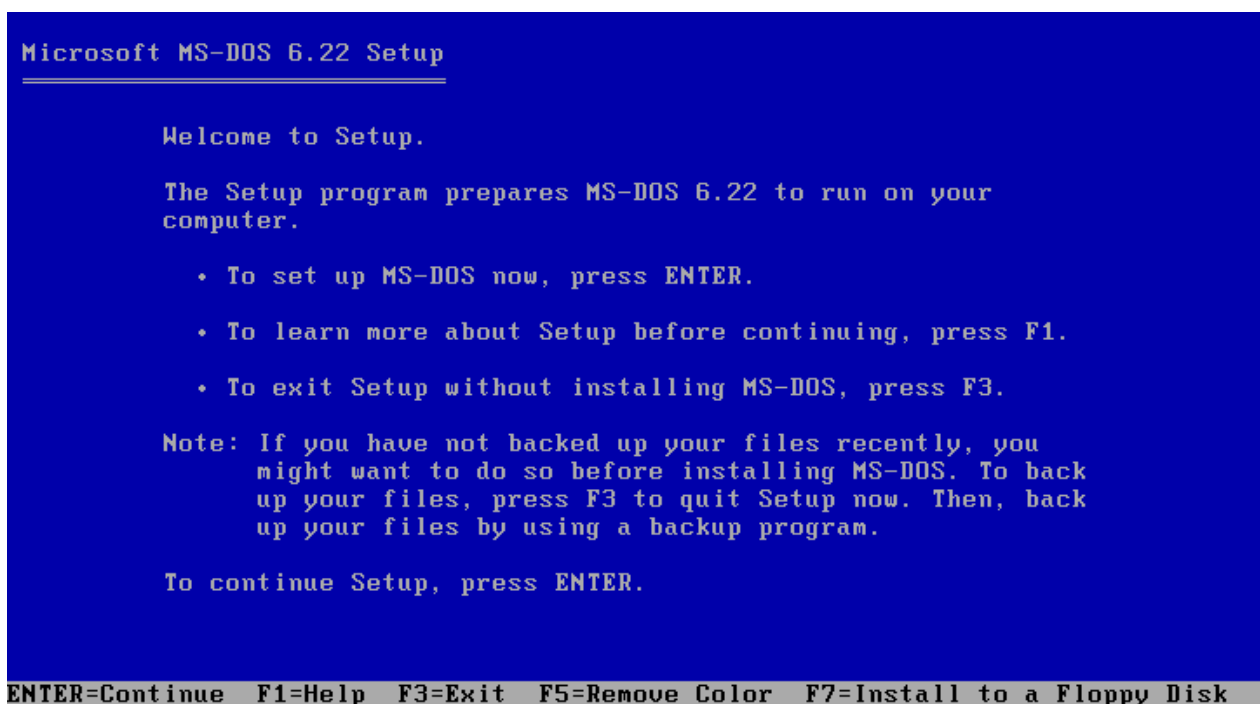 Microsoft MS-DOS 6.22 Setup
Welcome to Setup.
The Setup program prepares MS-DOS 6.22 to run on your
computer.
• To set up MS-DOS now, press ENTER.
• To learn more about Setup before continuing, press F1.
• To exit Setup without installing MS-DOS, press F3.
Note: If you have not backed up your files recently, you
might want to do so before installing MS-DOS. To back
up your files, press F3 to quit Setup now. Then, back
up your files by using a backup program.
To continue Setup, press ENTER.
ENTER=Continue F1=Help F3=Exit F5=Remove Color F7=Install to a Floppy Disk